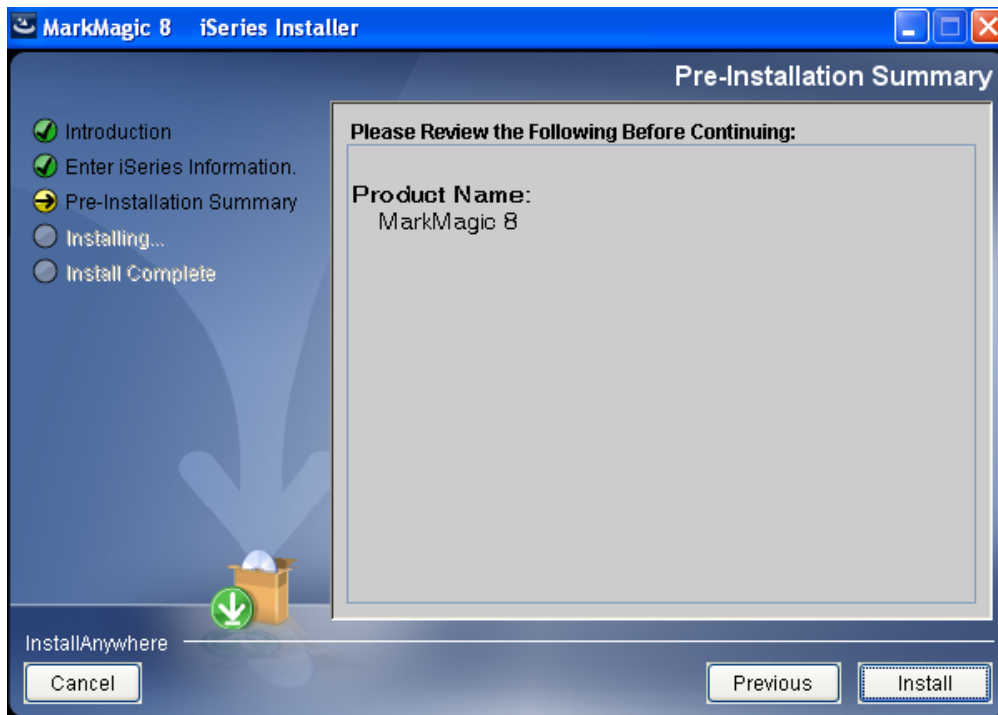 MarkMagic 8 iSeries Installer
Pre-Installation Summary
Introduction
Enter iSeries Information.
Pre-Installation Summary
Installing...
Install Complete
Please Review the Following Before Continuing:
Product Name:
MarkMagic 8
InstallAnywhere
Cancel
Previous
Install